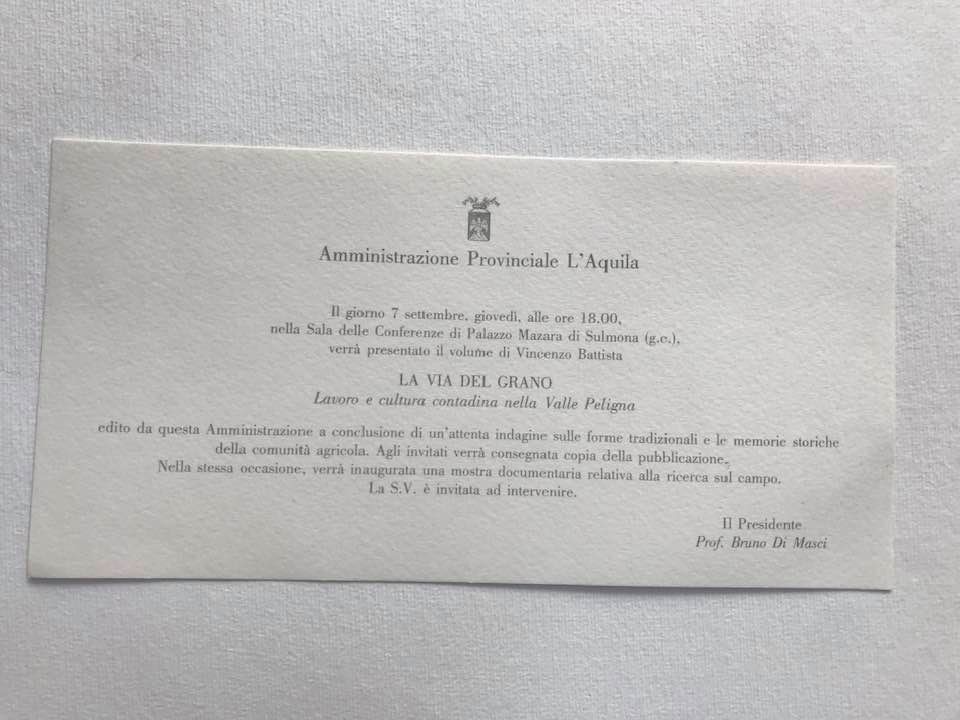 Amministrazione Provinciale L'Aquila
Il giorno 7 settembre, giovedì, alle ore 18.00,
nella Sala delle Conferenze di Palazzo Mazara di Sulmona (g.c.),
verrà presentato il volume di Vincenzo Battista
LA VIA DEL GRANO
Lavoro e cultura contadina nella Valle Peligna
edito da questa Amministrazione a conclusione di un'attenta indagine sulle forme tradizionali e le memorie storiche
della comunità agricola. Agli invitati verrà consegnata copia della pubblicazione.
Nella stessa occasione, verrà inaugurata una mostra documentaria relativa alla ricerca sul campo.
La S.V. è invitata ad intervenire.
Il Presidente
Prof. Bruno Di Masci